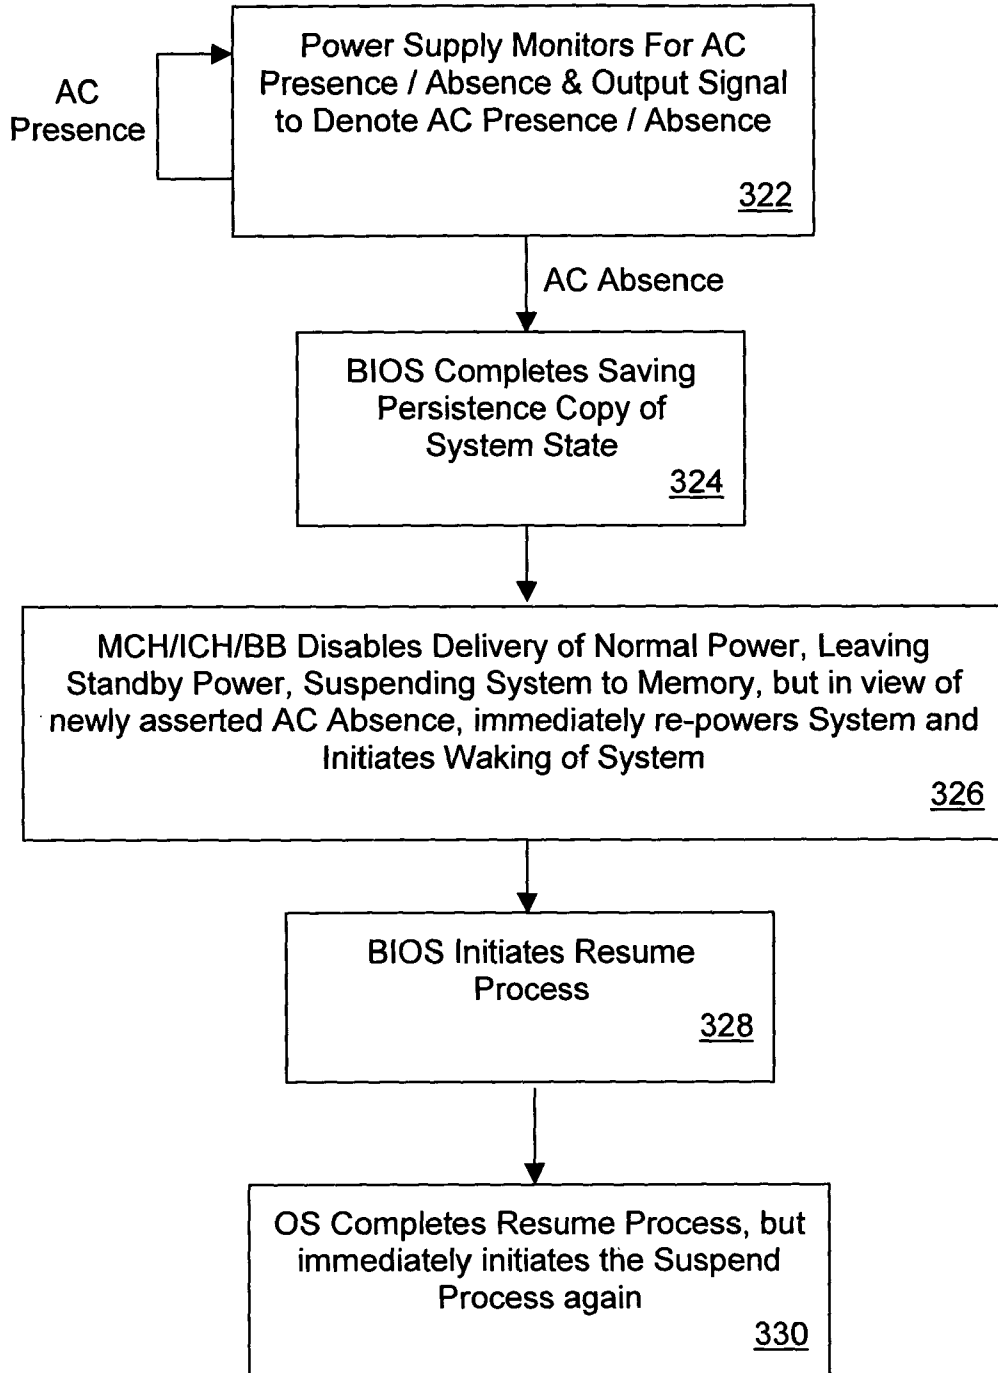 Power Supply Monitors For AC
Presence / Absence & Output Signal
to Denote AC Presence / Absence
322
AC
Presence
AC Absence
BIOS Completes Saving
Persistence Copy of
System State
324
MCH/ICH/BB Disables Delivery of Normal Power, Leaving
Standby Power, Suspending System to Memory, but in view of
newly asserted AC Absence, immediately re-powers System and
Initiates Waking of System
326
BIOS Initiates Resume
Process
328
OS Completes Resume Process, but
immediately initiates the Suspend
Process again
330